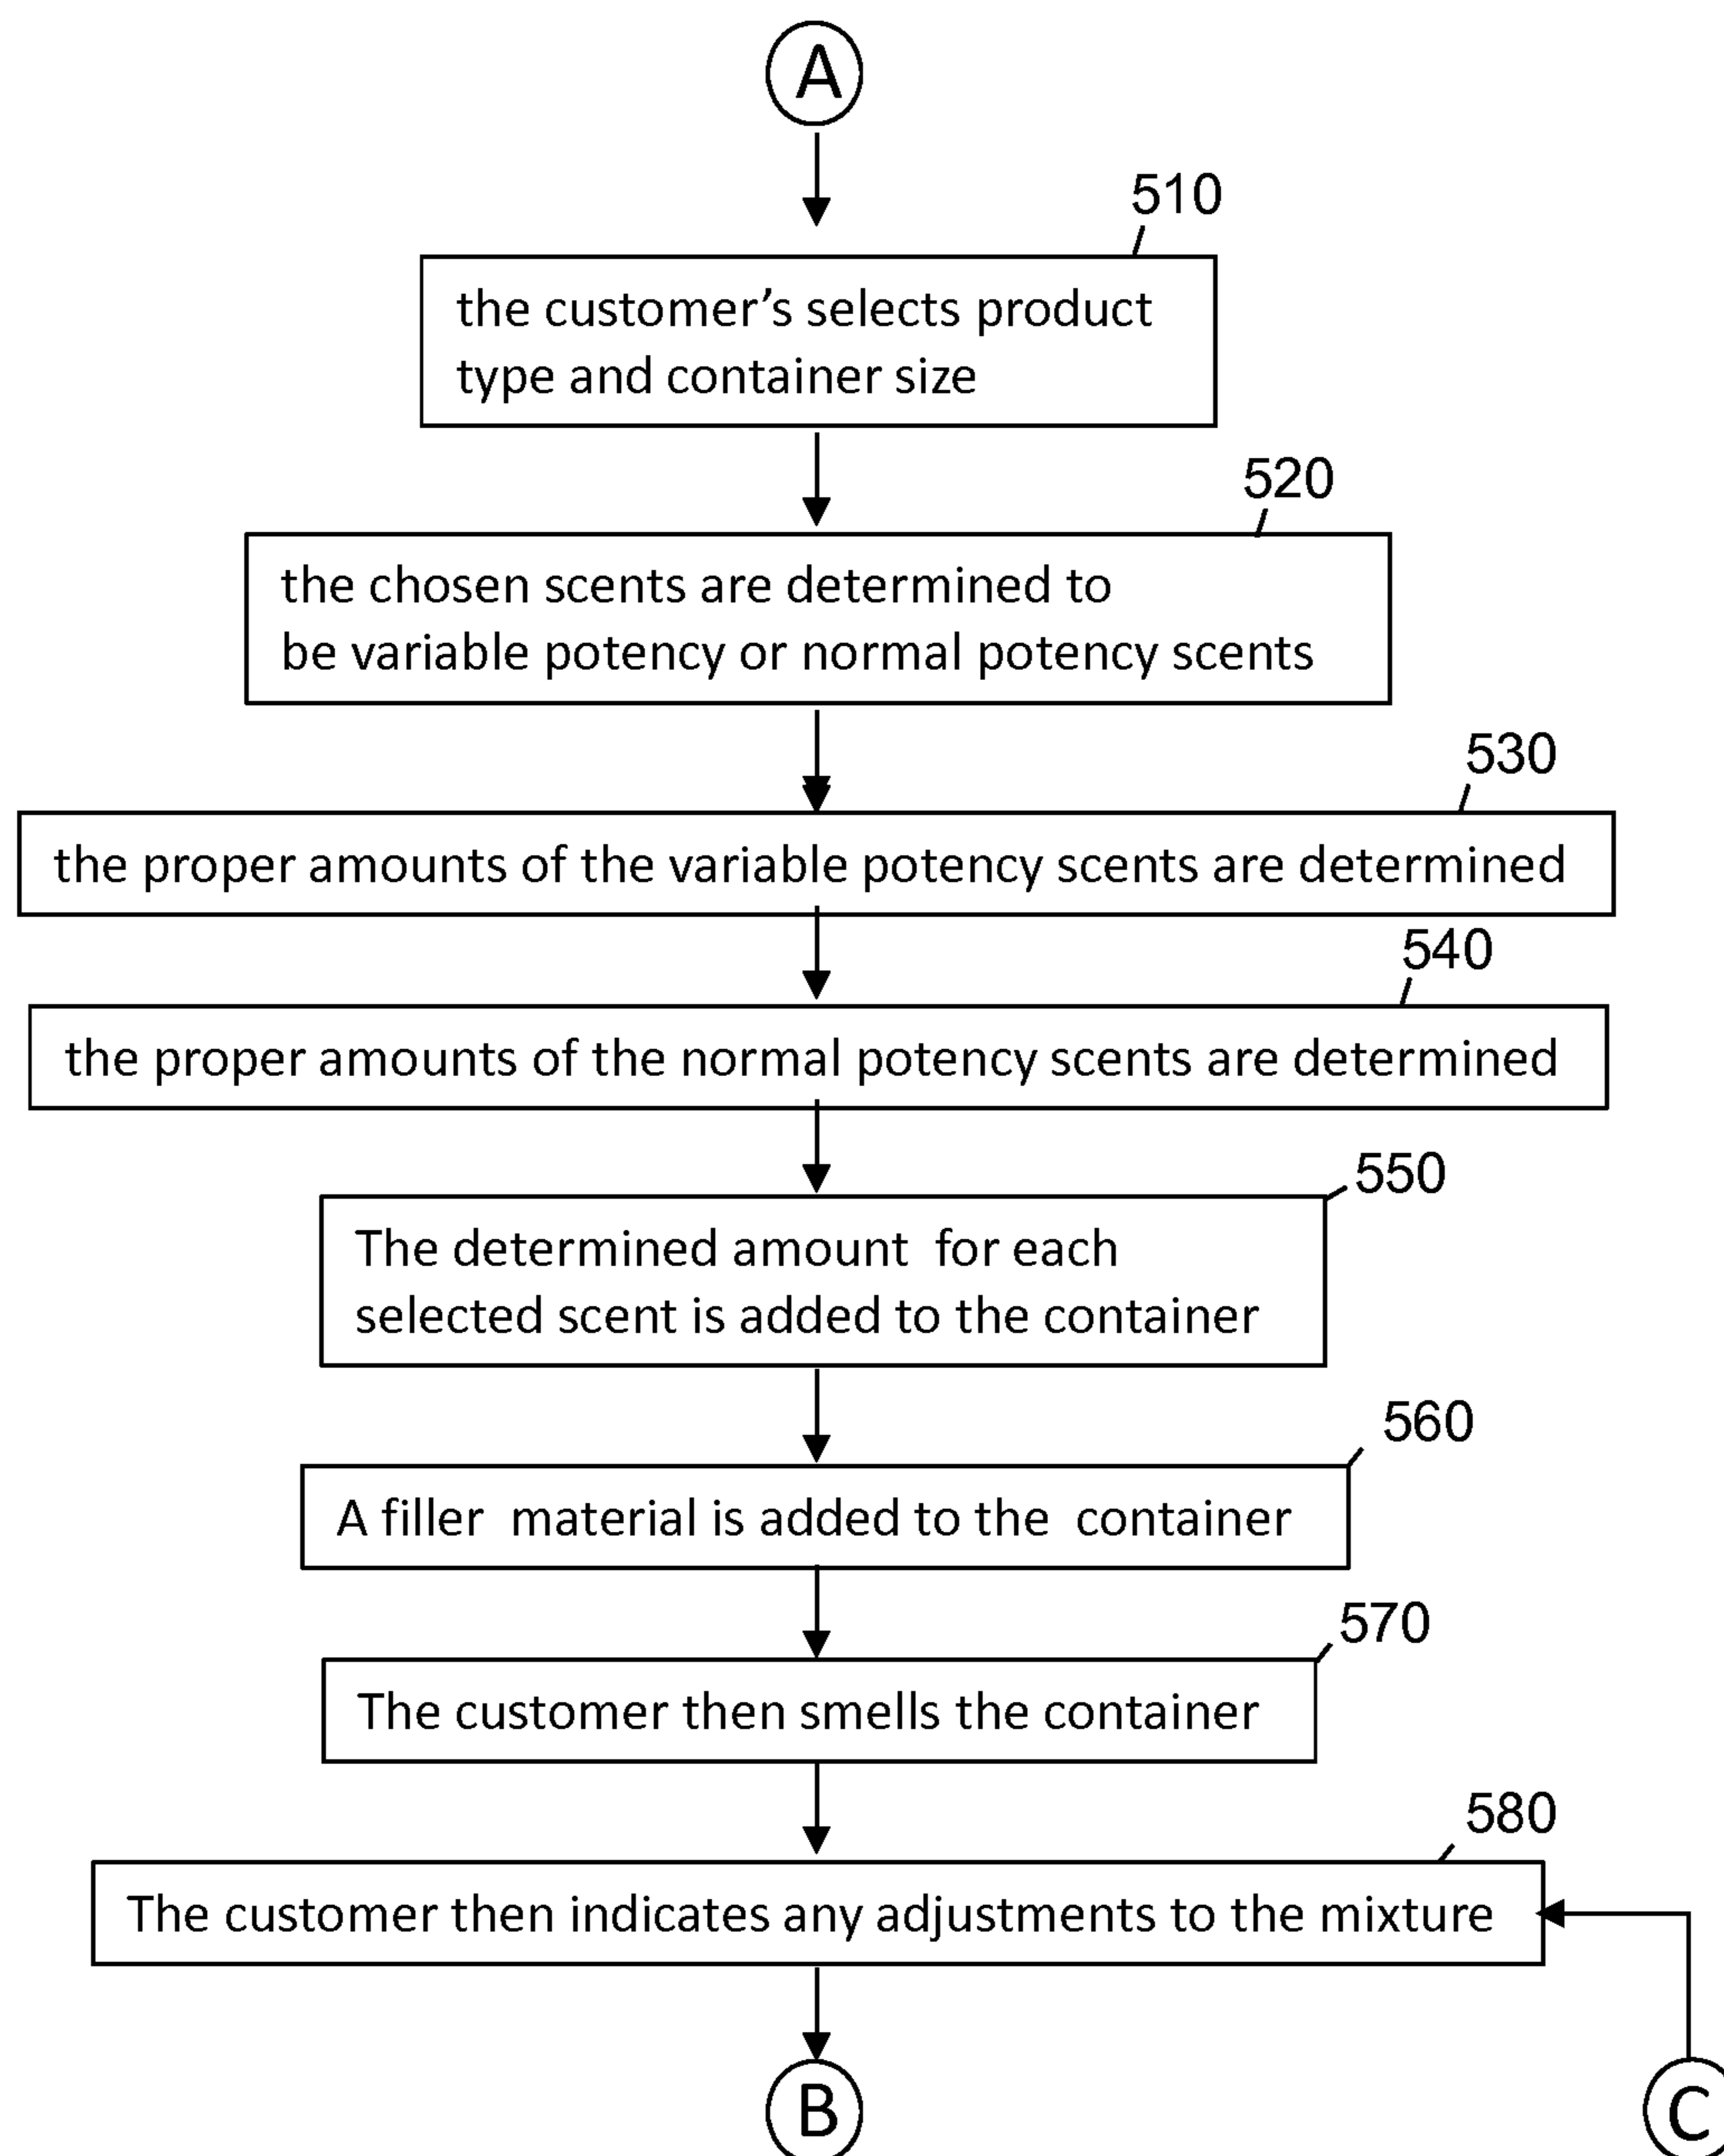 A
510
the customer’s selects product
type and container size
520
the chosen scents are determined to
be variable potency or normal potency scents
530
the proper amounts of the variable potency scents are determined
540
the proper amounts of the normal potency scents are determined
550
The determined amount for each
selected scent is added to the container
560
A filler material is added to the container
570
The customer then smells the container
580
The customer then indicates any adjustments to the mixture
B
C